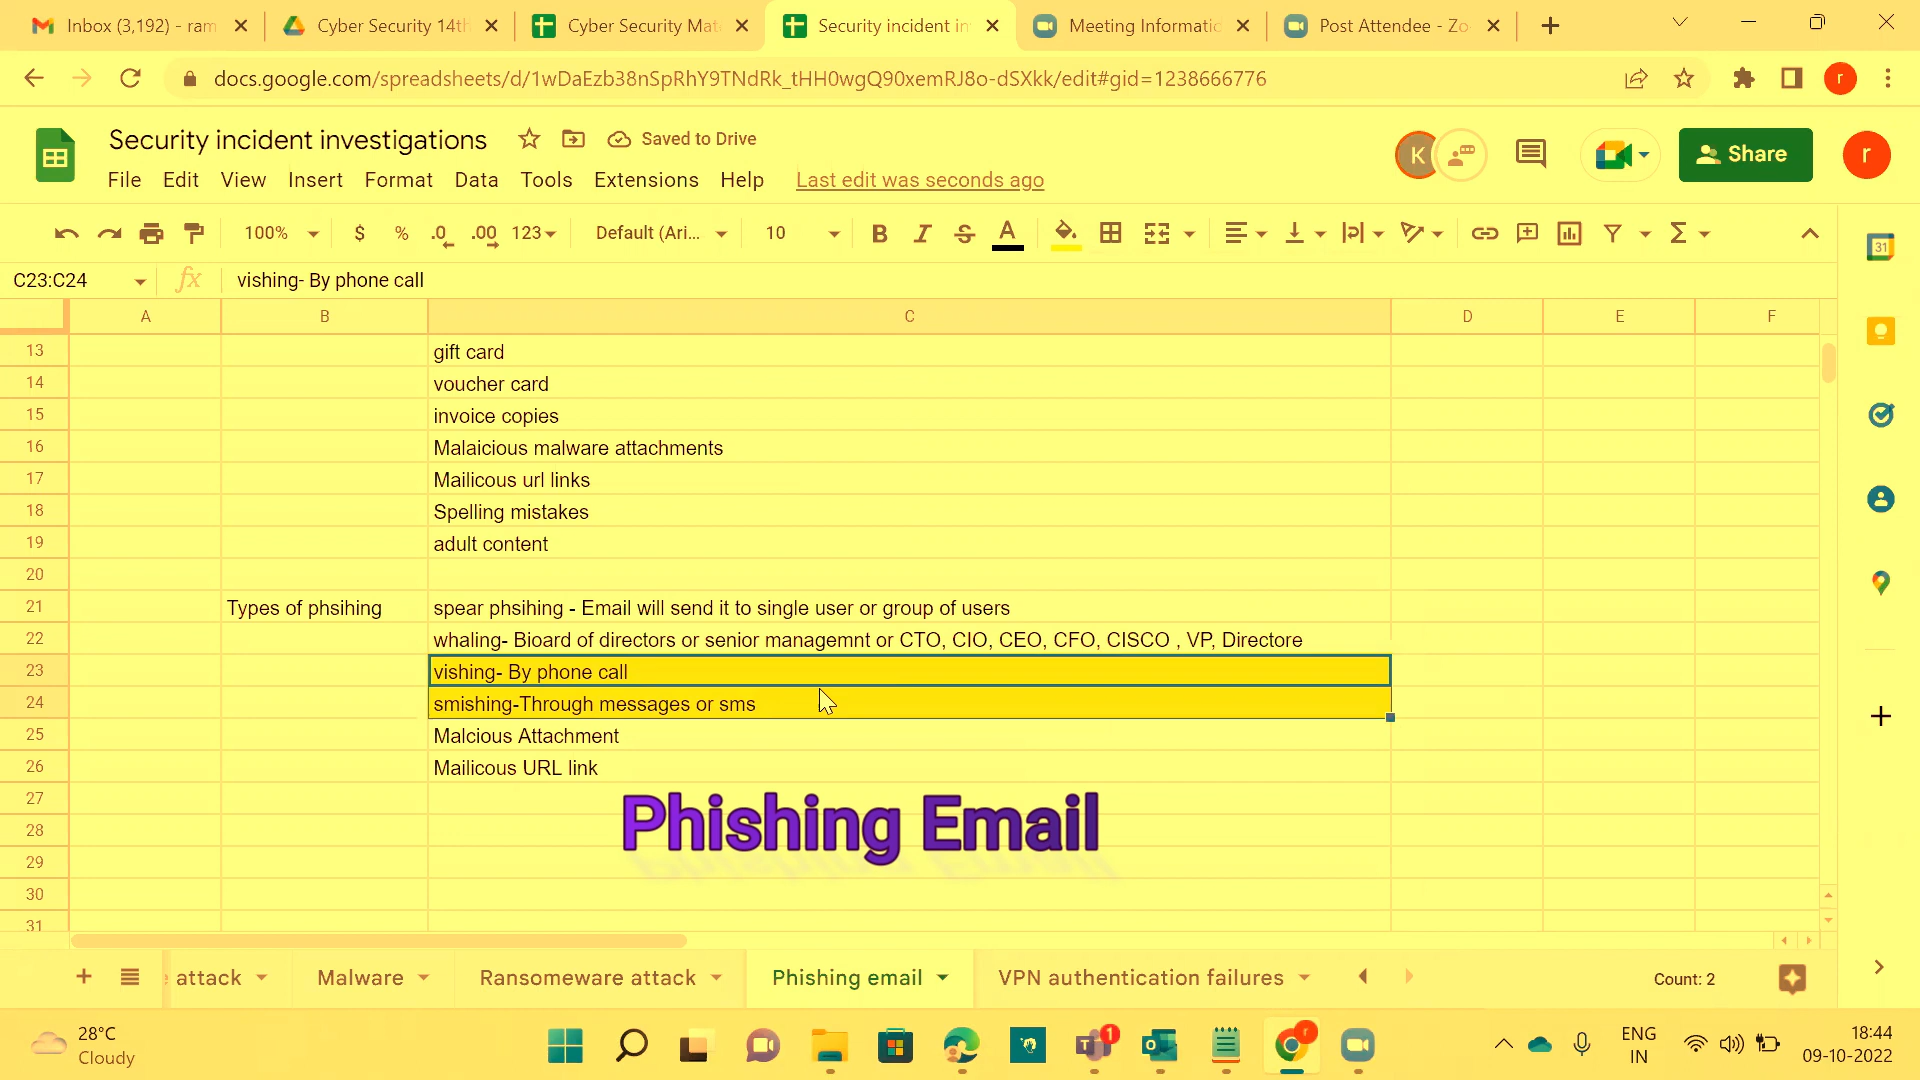 Inbox (3,192) - ram
Cyber Security 14th
Cyber Security Mat
Security incident in
Meeting Informatio
Post Attendee - Zo
docs.google.com/spreadsheets/d/1wDaEzb38nSpRhY9TNdRk_tHH0wgQ90xemRJ8o-dSXkk/edit#gid=1238666776
r
Security incident investigations
Saved to Drive
K
Share
r
File Edit View Insert Format Data Tools Extensions Help Last edit was seconds ago
100% $ % .0 .00 123 Default (Ari... 10 B I S A
31
C23:C24 fx vishing- By phone call
A B C D E F
13 gift card
14 voucher card
15 invoice copies
16 Malaicious malware attachments
17 Mailicous url links
18 Spelling mistakes
19 adult content
20
21 Types of phsihing spear phsihing - Email will send it to single user or group of users
22 whaling- Bioard of directors or senior managemnt or CTO, CIO, CEO, CFO, CISCO , VP, Directore
23 vishing- By phone call
24 smishing-Through messages or sms
25 Malcious Attachment
26 Mailicous URL link
27
28
Phishing Email
29
30
31
attack Malware Ransomeware attack Phishing email VPN authentication failures Count: 2
28°C
Cloudy
1
r
ENG
IN
18:44
09-10-2022